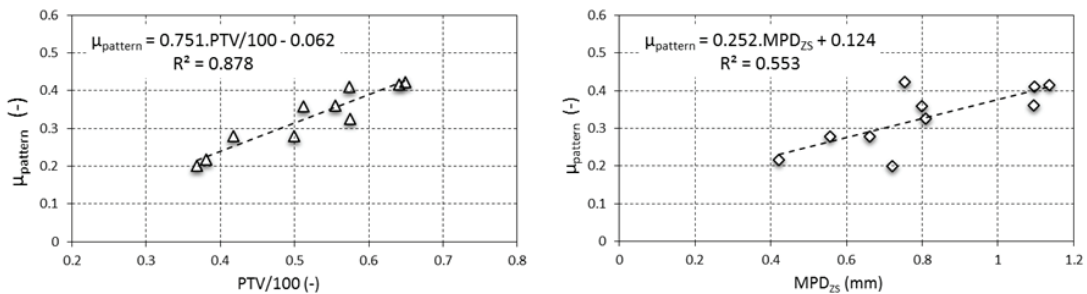 0.6
0.5
0.4
0.3
0.2
0.1
0
μpattern (-)
μpattern = 0.751.PTV/100 - 0.062
R² = 0.878
0.2 0.3 0.4 0.5 0.6 0.7 0.8
PTV/100 (-)
0.6
0.5
0.4
0.3
0.2
0.1
0
μpattern (-)
μpattern = 0.252.MPDZS + 0.124
R² = 0.553
0 0.2 0.4 0.6 0.8 1 1.2
MPDZS (mm)